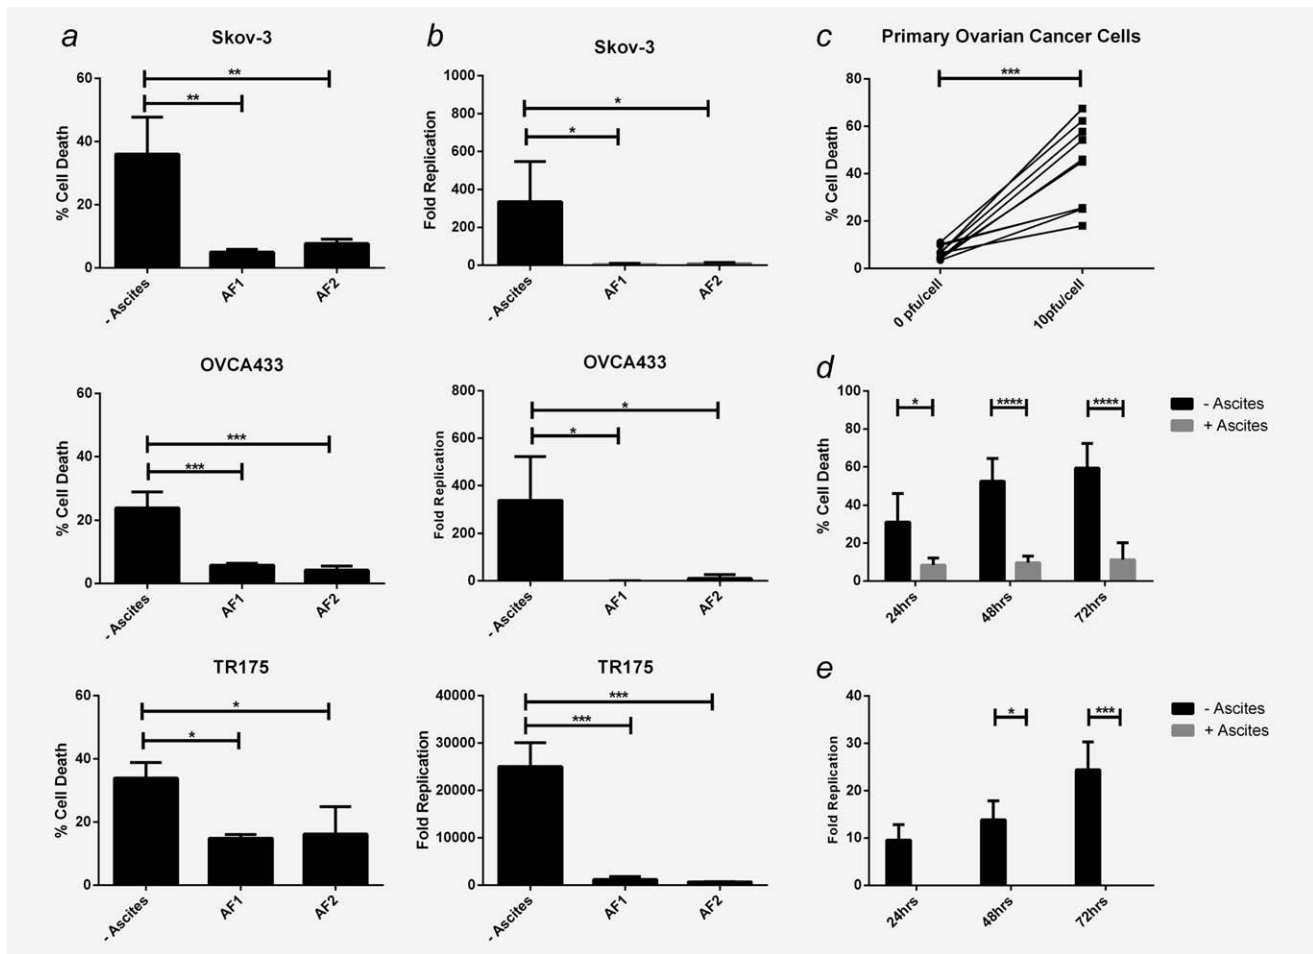 a
Skov-3
% Cell Death
60
40
20
0
**
**
- Ascites
AF1
AF2
OVCA433
% Cell Death
60
40
20
0
***
***
- Ascites
AF1
AF2
TR175
% Cell Death
60
40
20
0
*
*
- Ascites
AF1
AF2
b
Skov-3
Fold Replication
1000
800
600
400
200
0
*
*
- Ascites
AF1
AF2
OVCA433
Fold Replication
800
600
400
200
0
*
*
- Ascites
AF1
AF2
TR175
Fold Replication
40000
30000
20000
10000
0
***
***
- Ascites
AF1
AF2
c
Primary Ovarian Cancer Cells
% Cell Death
80
60
40
20
0
***
0 pfu/cell
10pfu/cell
d
% Cell Death
100
80
60
40
20
0
*
****
****
24hrs
48hrs
72hrs
- Ascites
+ Ascites
e
Fold Replication
40
30
20
10
0
*
***
24hrs
48hrs
72hrs
- Ascites
+ Ascites